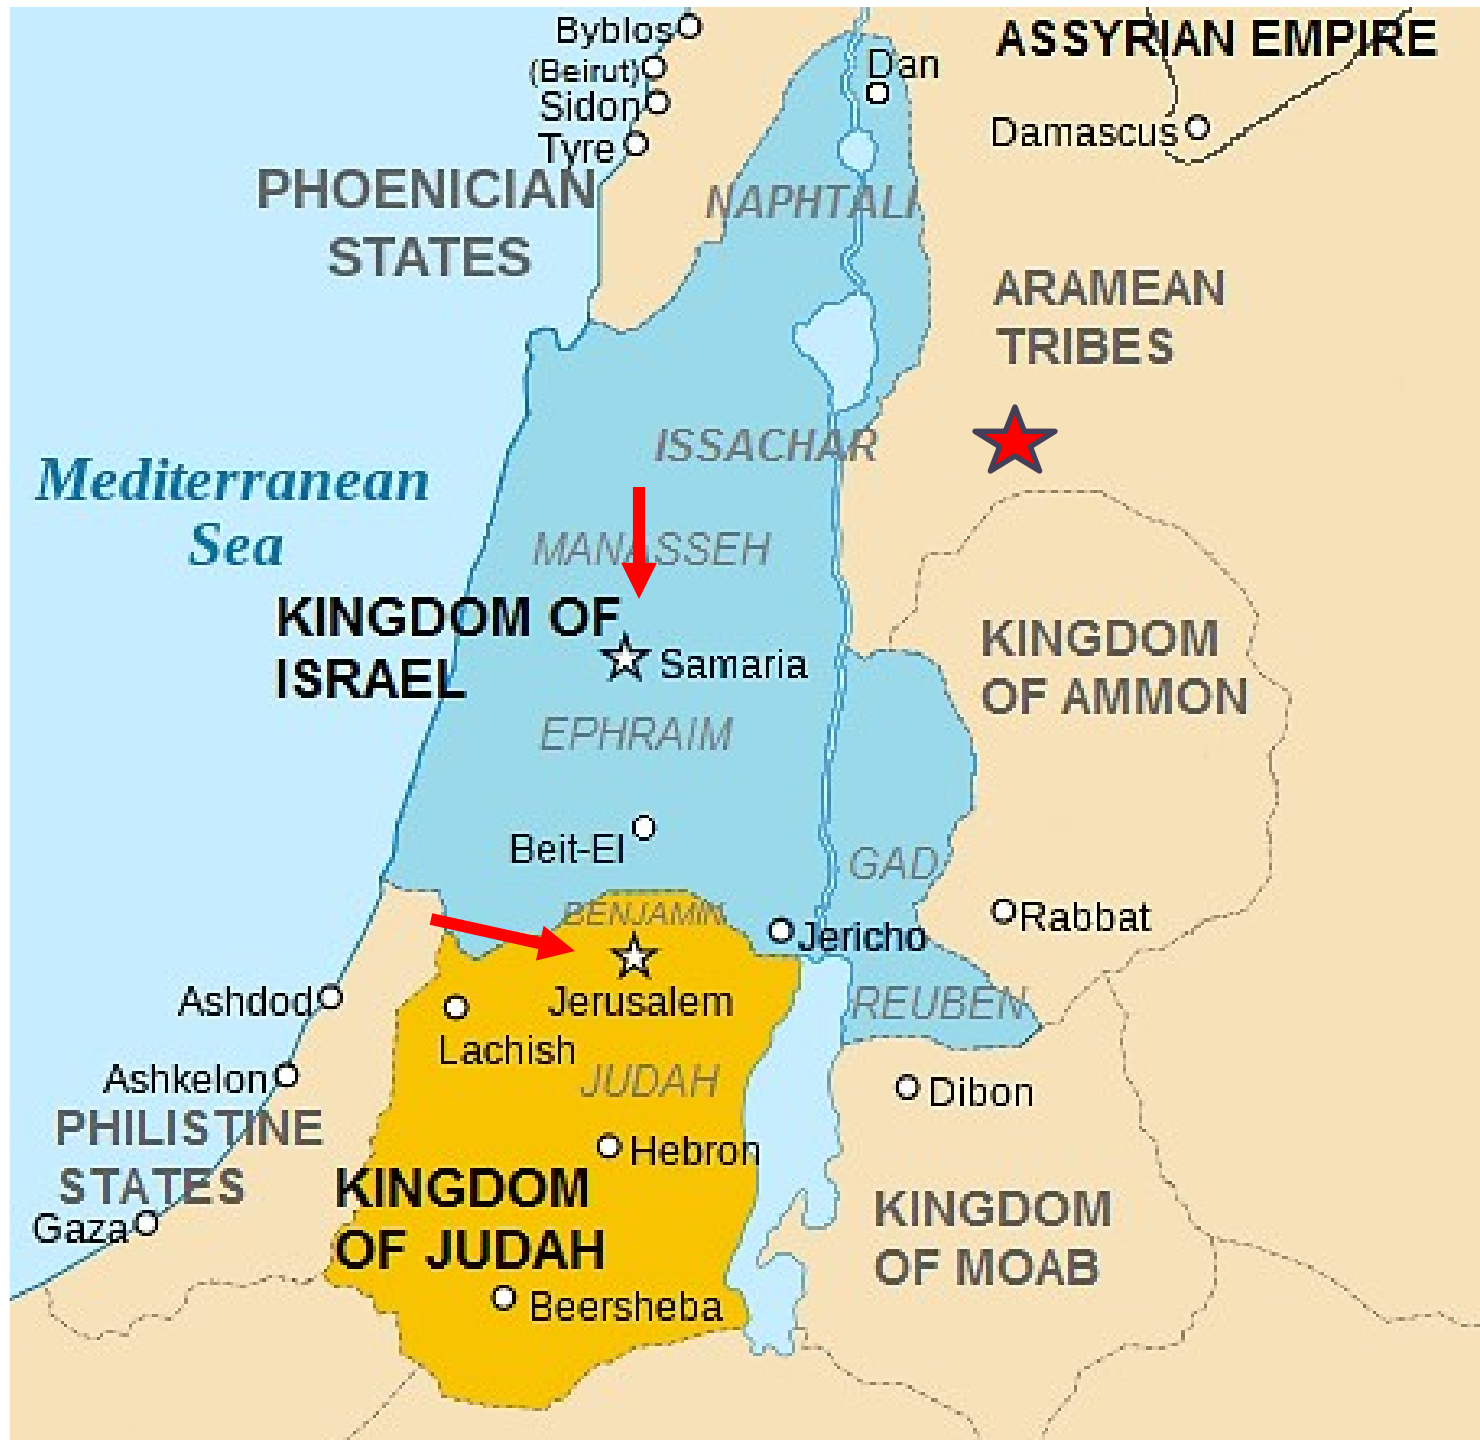 Byblos
(Beirut)
Sidon
Tyre
PHOENICIAN
STATES
Dan
ASSYRIAN EMPIRE
Damascus
NAPHTALI
ARAMEAN
TRIBES
ISSACHAR
Mediterranean
Sea
MANASSEH
KINGDOM OF
ISRAEL
Samaria
KINGDOM
OF AMMON
EPHRAIM
Beit-El
GAD
BENJAMIN
Jericho
Rabbat
Ashdod
Jerusalem
REUBEN
Lachish
Ashkelon
JUDAH
Dibon
PHILISTINE
STATES
Hebron
Gaza
KINGDOM
OF JUDAH
KINGDOM
OF MOAB
Beersheba